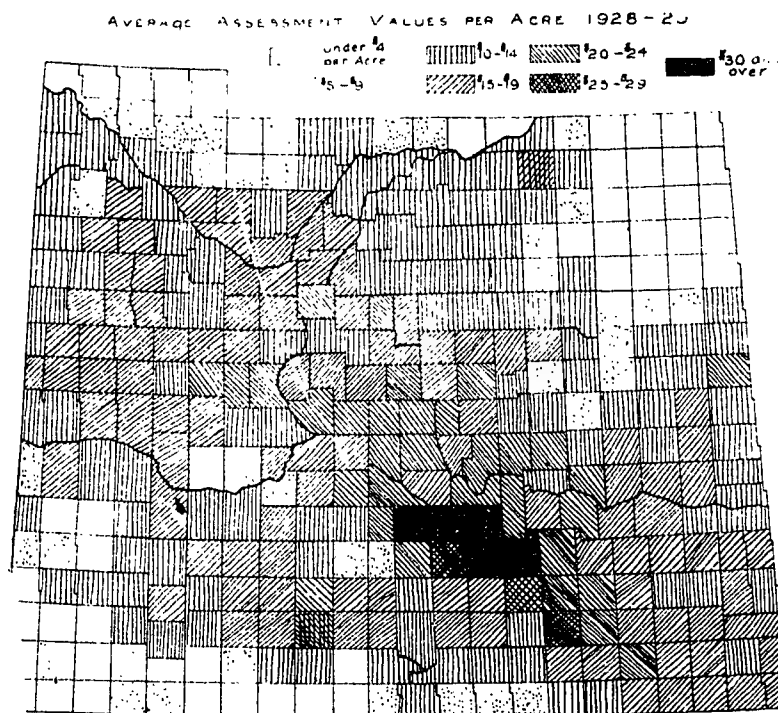 AVERAGE ASSESSMENT VALUES PER ACRE 1928-
under $4 per Acre
$5-$9
$10-$14
$15-$19
$20-$24
$25-$29
$30 and over